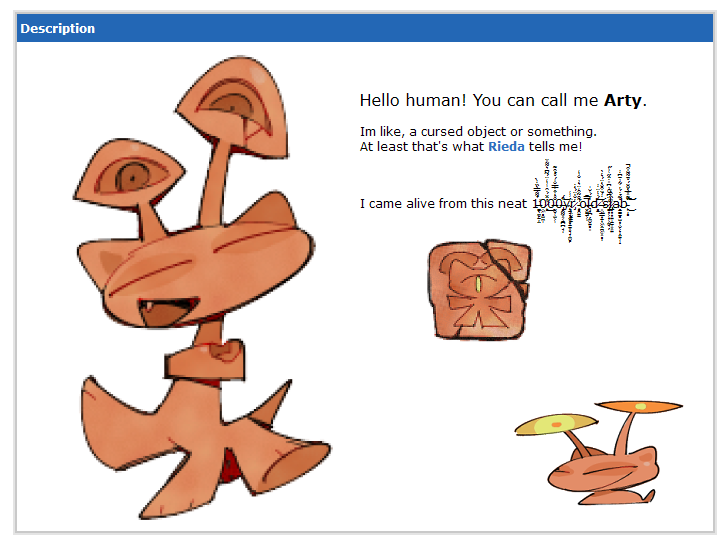 Description
Hello human! You can call me Arty.
Im like, a cursed object or something.
At least that's what Rieda tells me!
I came alive from this neat 1000yr old slab